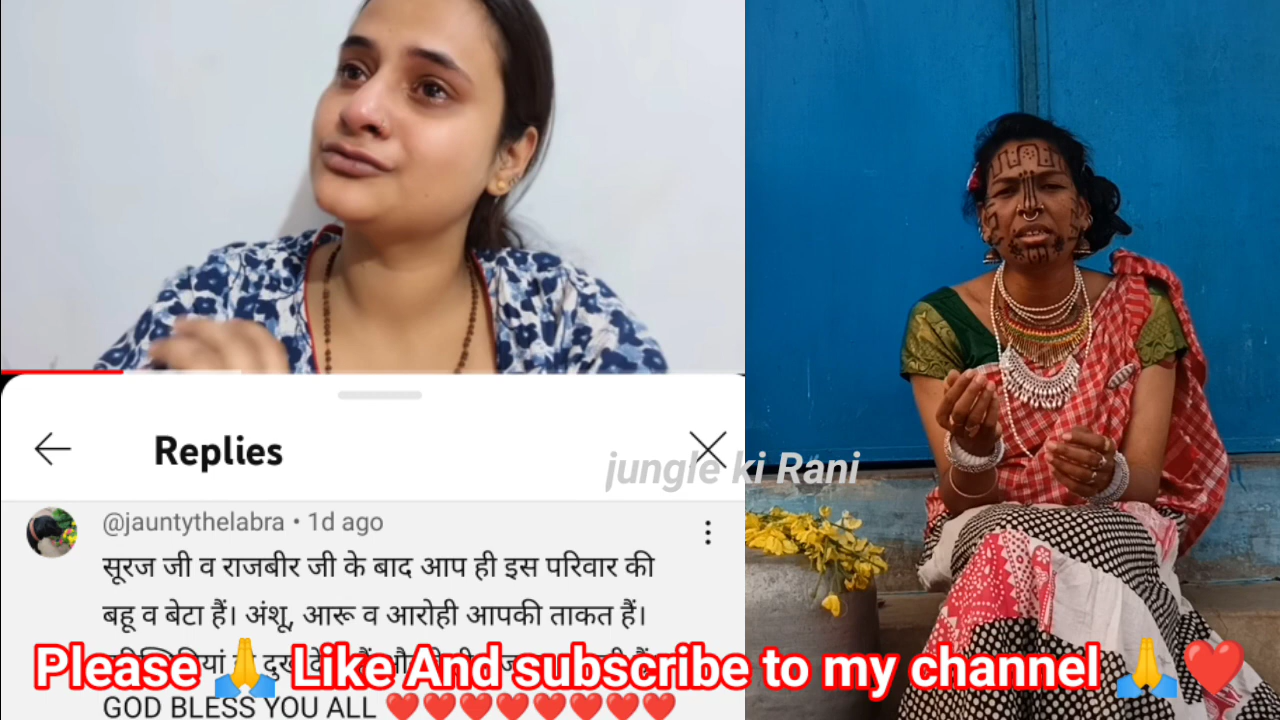 Replies
jungle ki Rani
@jauntythelabra • 1d ago
सूरज जी व राजबीर जी के बाद आप ही इस परिवार की
बहू व बेटा हैं। अंशू, आरू व आरोही आपकी ताकत हैं।
Please 🙏 Like And subscribe to my channel 🙏❤️
GOD BLESS YOU ALL ❤️❤️❤️❤️❤️❤️❤️❤️